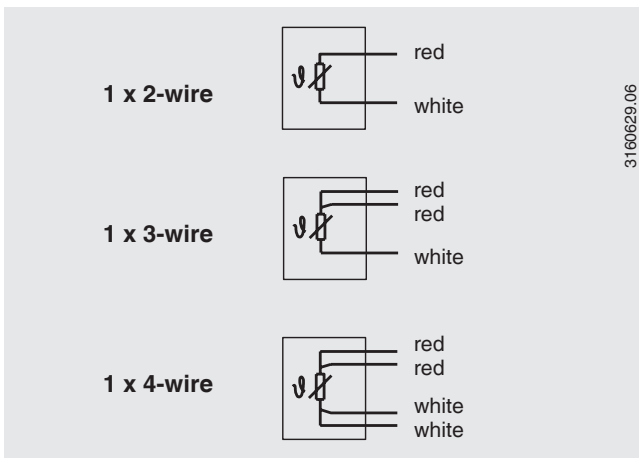 1 x 2-wire
ϑ
red
white
1 x 3-wire
ϑ
red
red
white
1 x 4-wire
ϑ
red
red
white
white
3160629.06